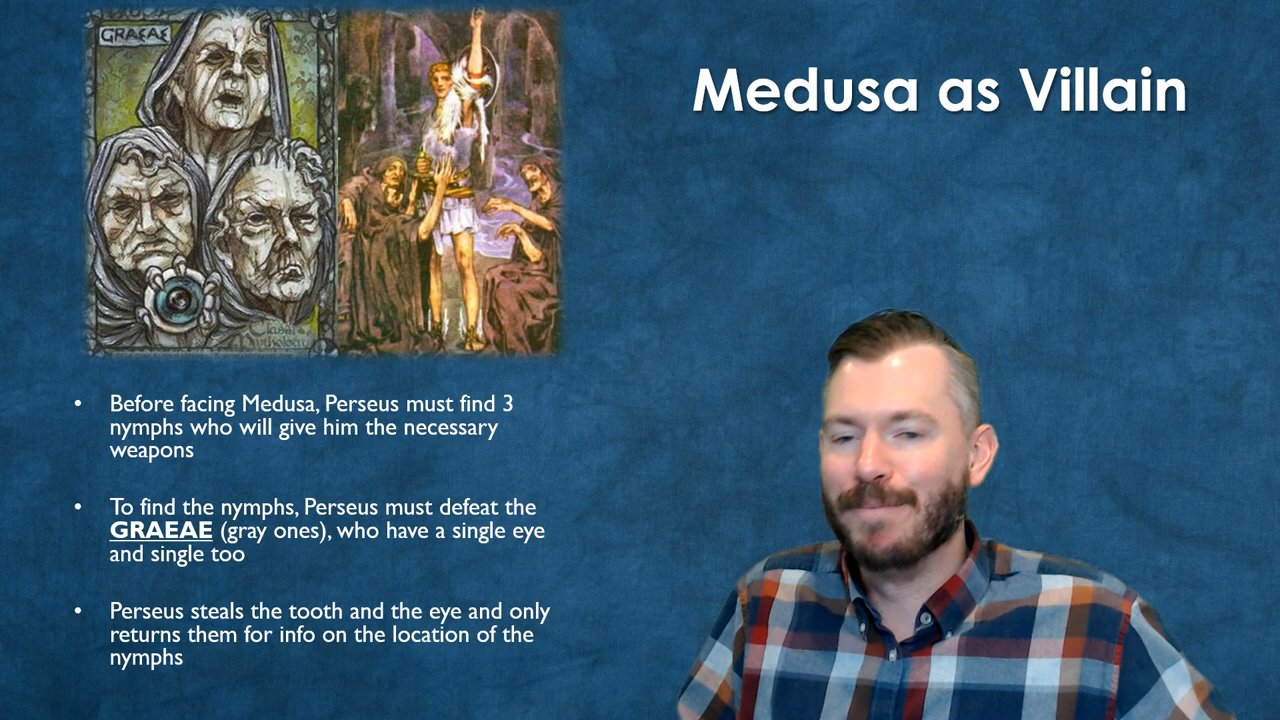 GRAEAE
Classic
Mythology
Medusa as Villain
• Before facing Medusa, Perseus must find 3
nymphs who will give him the necessary
weapons
• To find the nymphs, Perseus must defeat the
GRAEAE (gray ones), who have a single eye
and single too
• Perseus steals the tooth and the eye and only
returns them for info on the location of the
nymphs